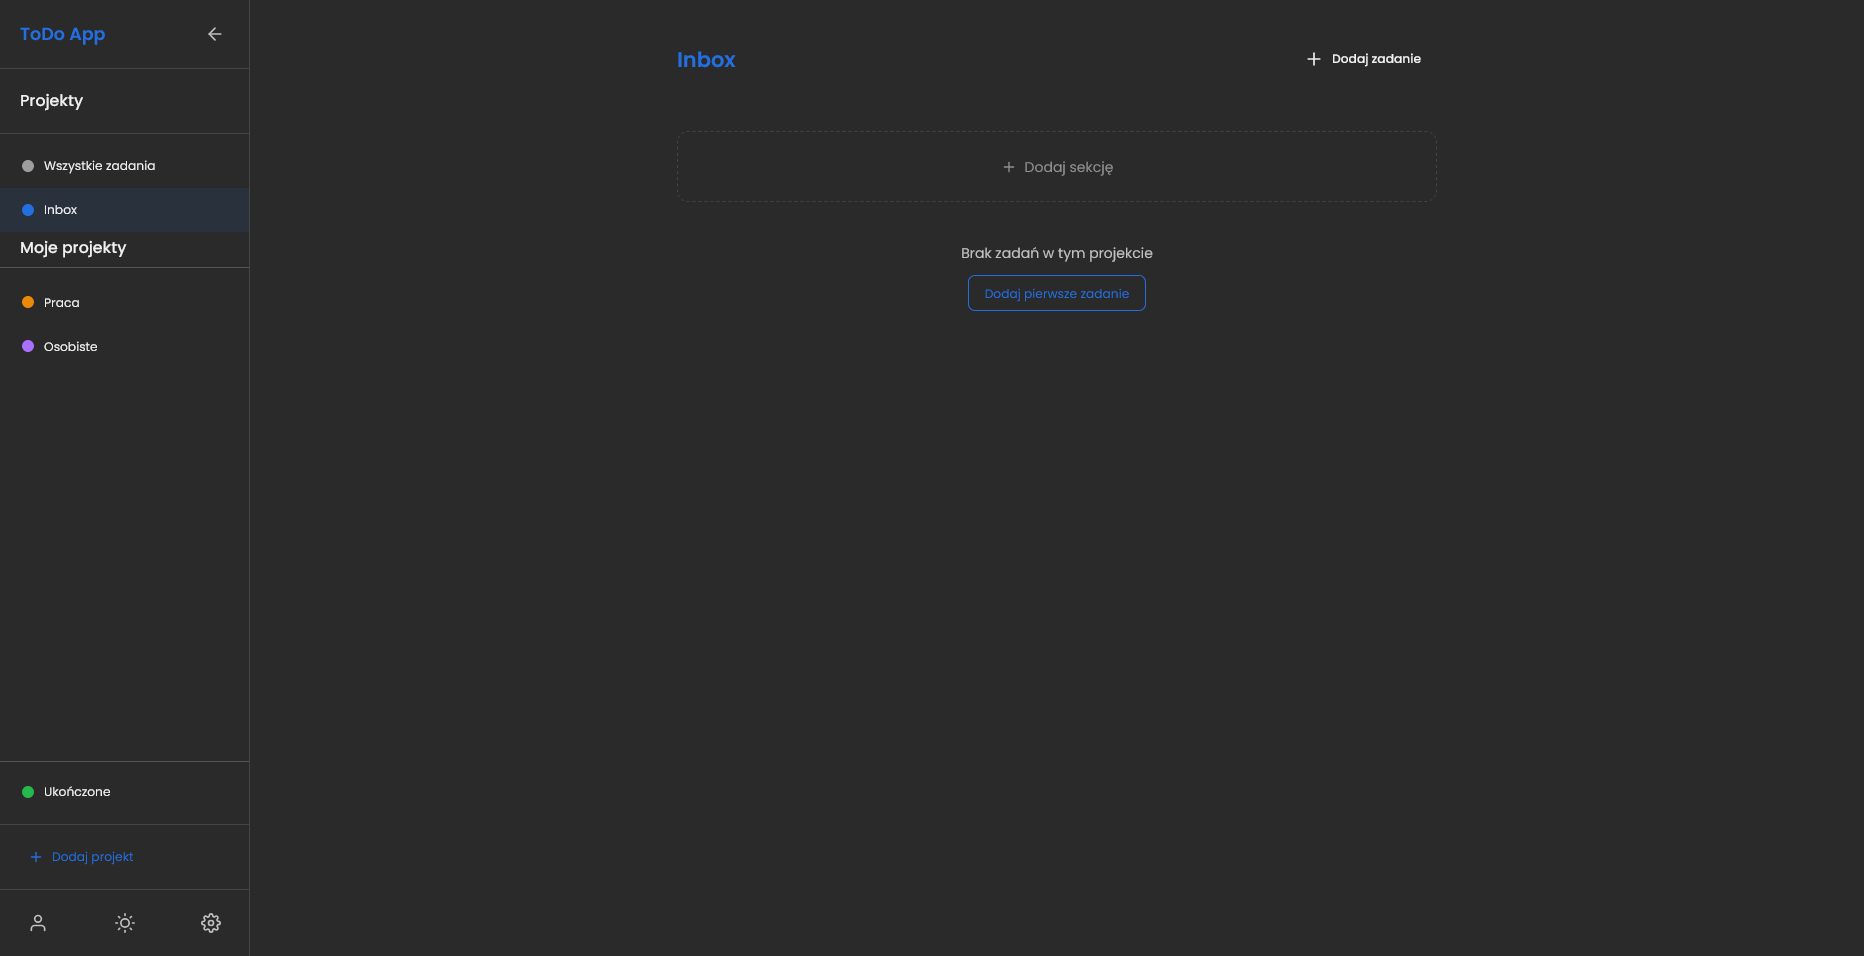 ToDo App
Projekty
Wszystkie zadania
Inbox
Moje projekty
Praca
Osobiste
Ukończone
Dodaj projekt
Inbox
Dodaj zadanie
Dodaj sekcję
Brak zadań w tym projekcie
Dodaj pierwsze zadanie